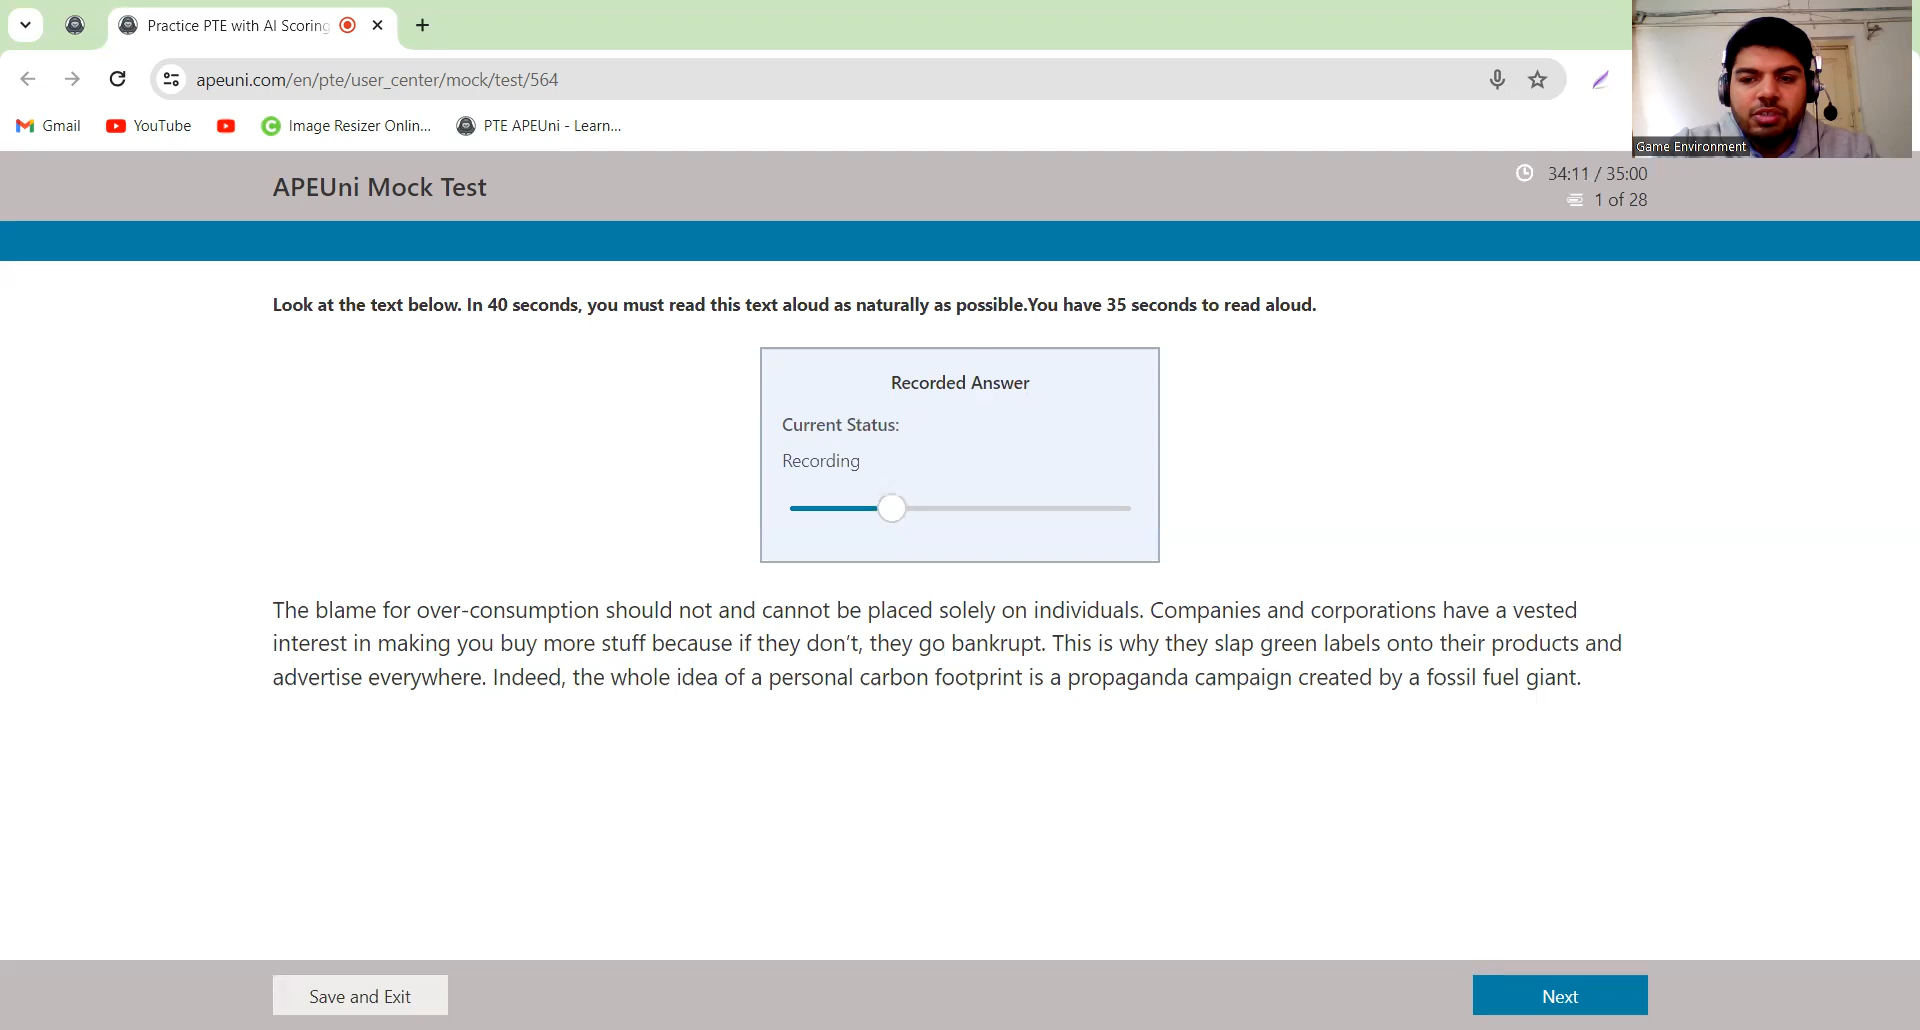 Practice PTE with AI Scoring
apeuni.com/en/pte/user_center/mock/test/564
Gmail
YouTube
Image Resizer Onlin...
PTE APEUni - Learn...
Game Environment
APEUni Mock Test
34:11 / 35:00
1 of 28
Look at the text below. In 40 seconds, you must read this text aloud as naturally as possible.You have 35 seconds to read aloud.
Recorded Answer
Current Status:
Recording
The blame for over-consumption should not and cannot be placed solely on individuals. Companies and corporations have a vested
interest in making you buy more stuff because if they don’t, they go bankrupt. This is why they slap green labels onto their products and
advertise everywhere. Indeed, the whole idea of a personal carbon footprint is a propaganda campaign created by a fossil fuel giant.
Save and Exit
Next